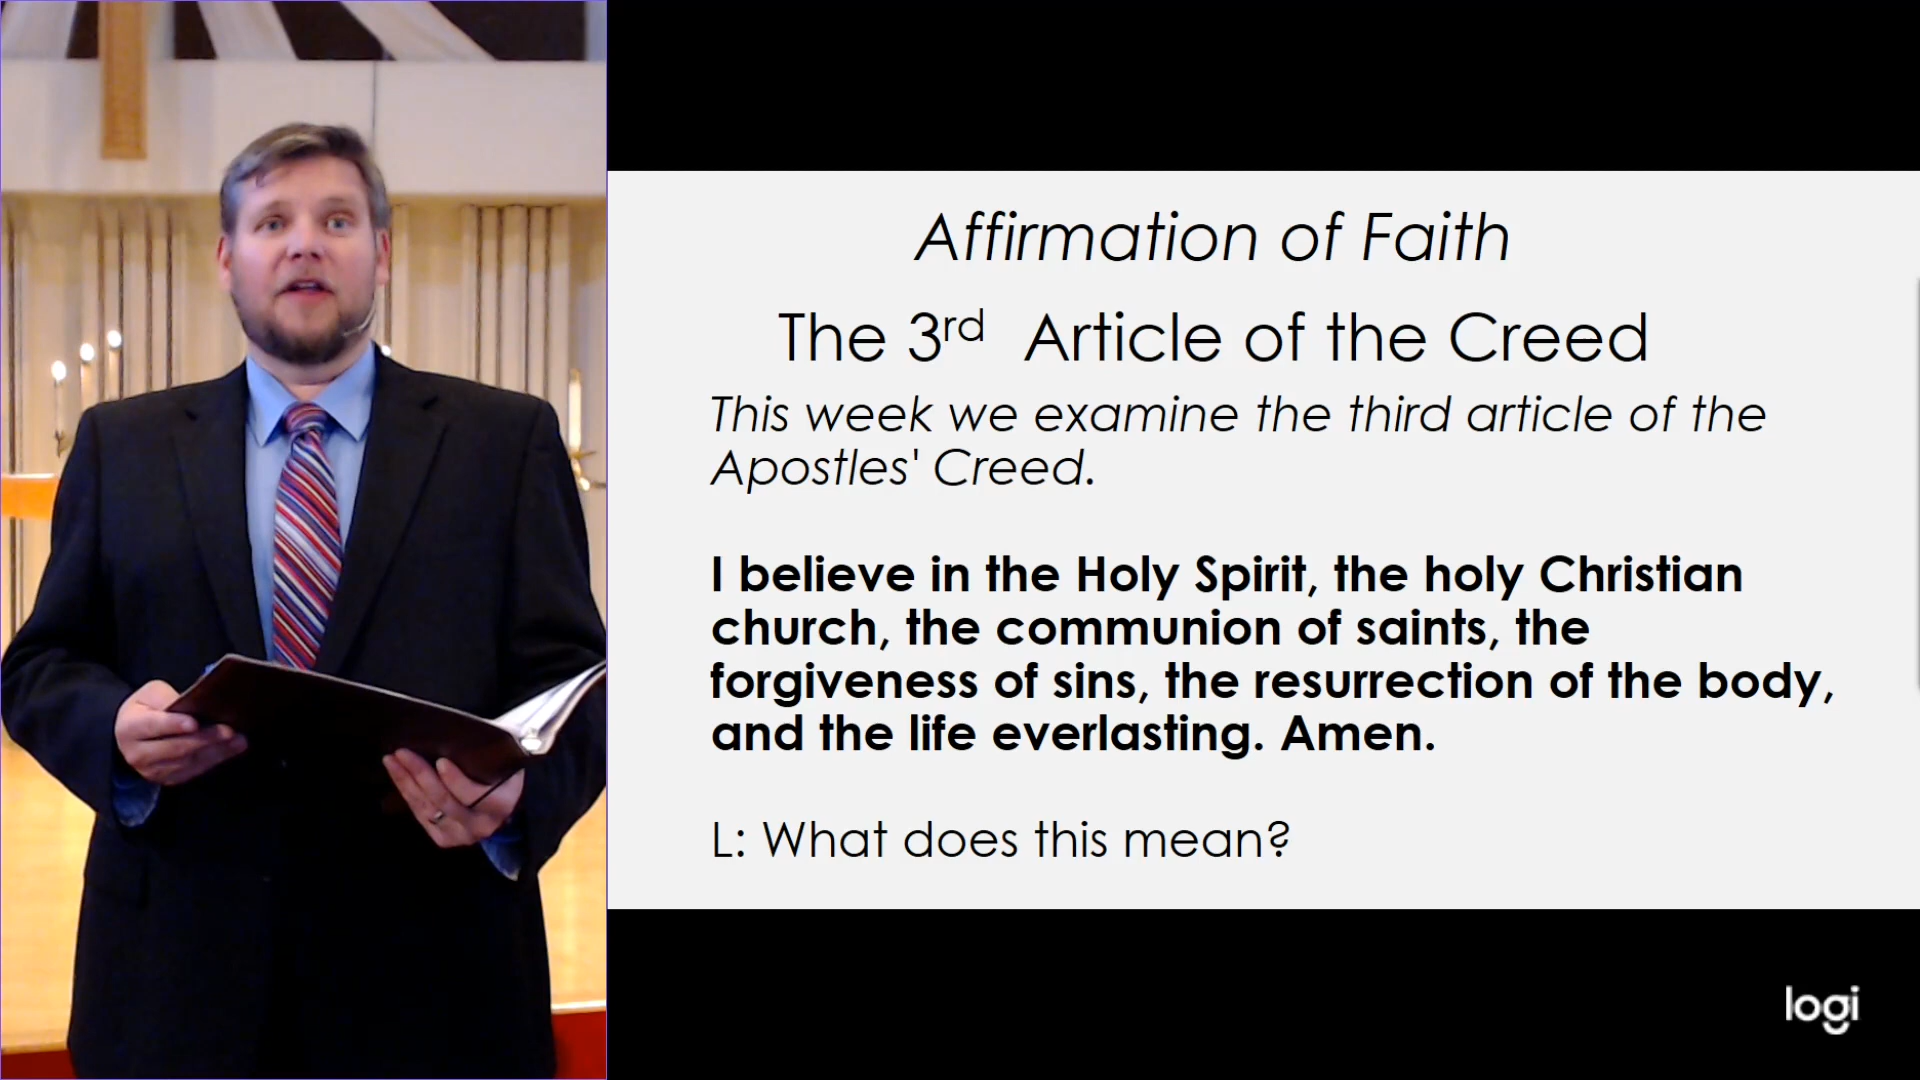 Affirmation of Faith
The 3rd Article of the Creed
This week we examine the third article of the
Apostles' Creed.
I believe in the Holy Spirit, the holy Christian
church, the communion of saints, the
forgiveness of sins, the resurrection of the body,
and the life everlasting. Amen.
L: What does this mean?
logi